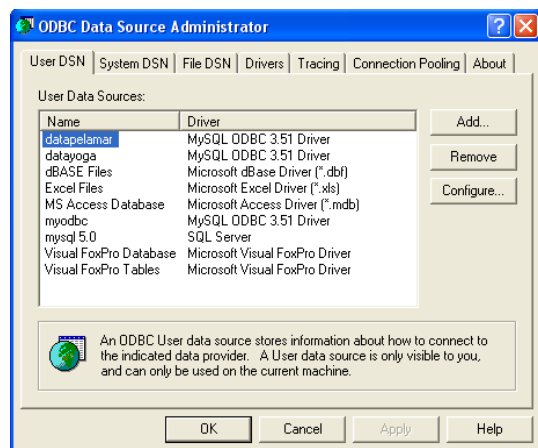 ODBC Data Source Administrator
User DSN System DSN File DSN Drivers Tracing Connection Pooling About
User Data Sources:
Name Driver
datapelamar MySQL ODBC 3.51 Driver
datayoga MySQL ODBC 3.51 Driver
dBASE Files Microsoft dBase Driver (*.dbf)
Excel Files Microsoft Excel Driver (*.xls)
MS Access Database Microsoft Access Driver (*.mdb)
myodbc MySQL ODBC 3.51 Driver
mysql 5.0 SQL Server
Visual FoxPro Database Microsoft Visual FoxPro Driver
Visual FoxPro Tables Microsoft Visual FoxPro Driver
Add...
Remove
Configure...
An ODBC User data source stores information about how to connect to
the indicated data provider. A User data source is only visible to you,
and can only be used on the current machine.
OK Cancel Apply Help